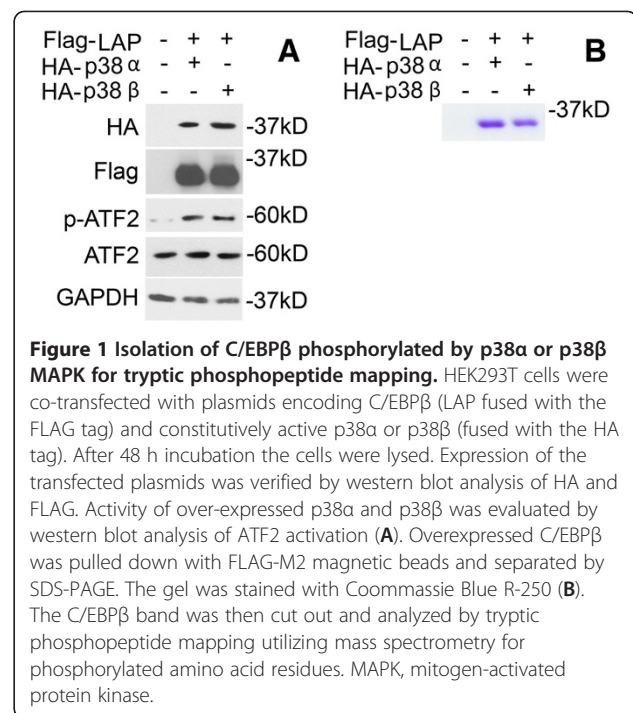 Flag-LAP - + +
HA-p38 α - + -
HA-p38 β - - +
A
HA -37kD
Flag -37kD
p-ATF2 -60kD
ATF2 -60kD
GAPDH -37kD
Flag-LAP - + +
HA-p38 α - + -
HA-p38 β - - +
B
-37kD
Figure 1 Isolation of C/EBPβ phosphorylated by p38α or p38β
MAPK for tryptic phosphopeptide mapping. HEK293T cells were
co-transfected with plasmids encoding C/EBPβ (LAP fused with the
FLAG tag) and constitutively active p38α or p38β (fused with the HA
tag). After 48 h incubation the cells were lysed. Expression of the
transfected plasmids was verified by western blot analysis of HA and
FLAG. Activity of over-expressed p38α and p38β was evaluated by
western blot analysis of ATF2 activation (A). Overexpressed C/EBPβ
was pulled down with FLAG-M2 magnetic beads and separated by
SDS-PAGE. The gel was stained with Coommassie Blue R-250 (B).
The C/EBPβ band was then cut out and analyzed by tryptic
phosphopeptide mapping utilizing mass spectrometry for
phosphorylated amino acid residues. MAPK, mitogen-activated
protein kinase.